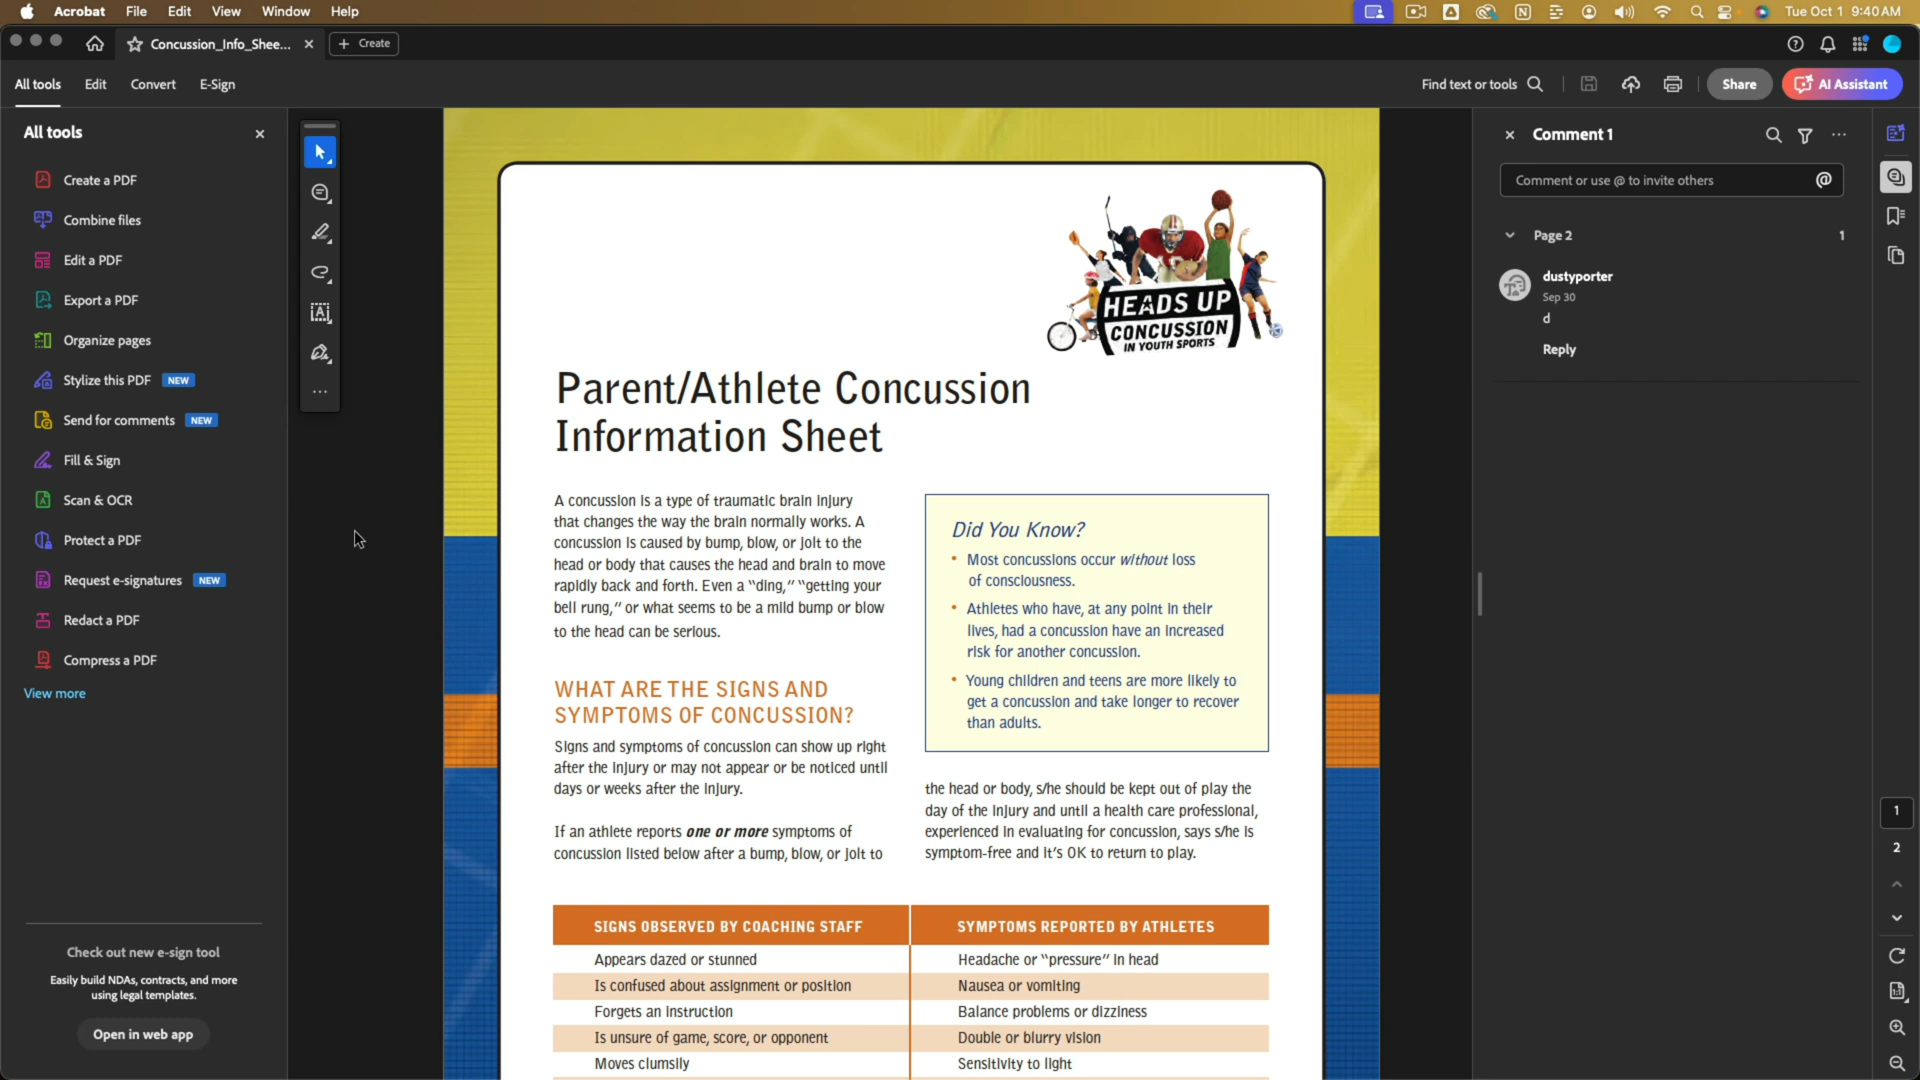 Acrobat File Edit View Window Help
Tue Oct 1 9:40 AM
Concussion_Info_Shee...
+ Create
All tools Edit Convert E-Sign
Find text or tools
Share
AI Assistant
All tools
Create a PDF
Combine files
Edit a PDF
Export a PDF
Organize pages
Stylize this PDF NEW
Send for comments NEW
Fill & Sign
Scan & OCR
Protect a PDF
Request e-signatures NEW
Redact a PDF
Compress a PDF
View more
Check out new e-sign tool
Easily build NDAs, contracts, and more
using legal templates.
Open in web app
HEADS UP
CONCUSSION
IN YOUTH SPORTS
Parent/Athlete Concussion
Information Sheet
A concussion is a type of traumatic brain injury
that changes the way the brain normally works. A
concussion is caused by bump, blow, or jolt to the
head or body that causes the head and brain to move
rapidly back and forth. Even a “ding,” “getting your
bell rung,” or what seems to be a mild bump or blow
to the head can be serious.
WHAT ARE THE SIGNS AND
SYMPTOMS OF CONCUSSION?
Signs and symptoms of concussion can show up right
after the injury or may not appear or be noticed until
days or weeks after the injury.
If an athlete reports one or more symptoms of
concussion listed below after a bump, blow, or jolt to
Did You Know?
• Most concussions occur without loss
of consciousness.
• Athletes who have, at any point in their
lives, had a concussion have an increased
risk for another concussion.
• Young children and teens are more likely to
get a concussion and take longer to recover
than adults.
the head or body, s/he should be kept out of play the
day of the injury and until a health care professional,
experienced in evaluating for concussion, says s/he is
symptom-free and it’s OK to return to play.
SIGNS OBSERVED BY COACHING STAFF
SYMPTOMS REPORTED BY ATHLETES
Appears dazed or stunned
Headache or “pressure” in head
Is confused about assignment or position
Nausea or vomiting
Forgets an instruction
Balance problems or dizziness
Is unsure of game, score, or opponent
Double or blurry vision
Moves clumsily
Sensitivity to light
Comment 1
Comment or use @ to invite others
@
Page 2
1
dustyporter
Sep 30
d
Reply
1
2